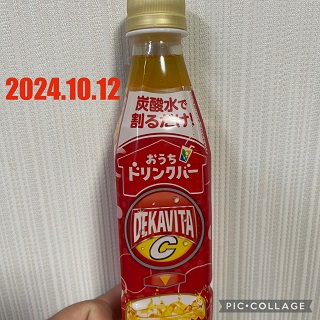 2024.10.12
炭酸水で
割るだけ!
おうち
ドリンクバー
DEKAVITA
C
PIC•COLLAGE